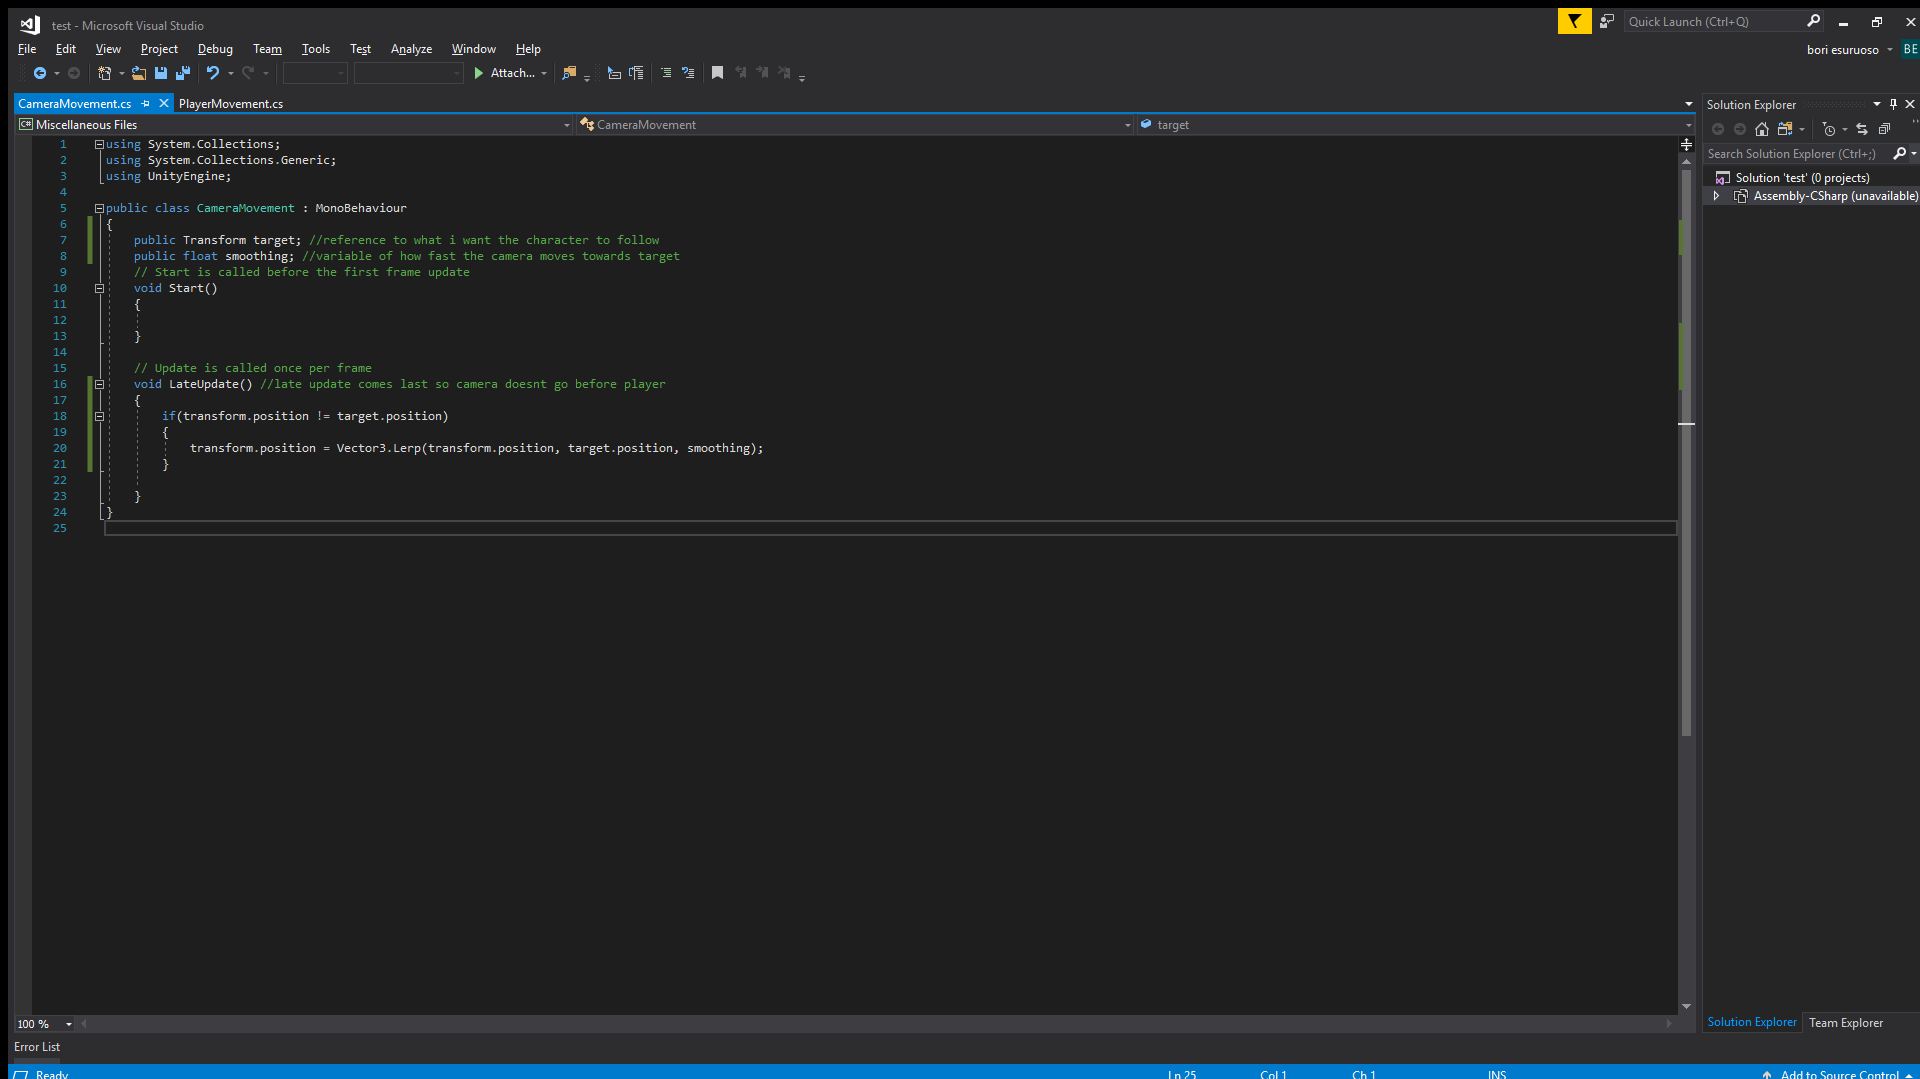 test - Microsoft Visual Studio
Quick Launch (Ctrl+Q)
File Edit View Project Debug Team Tools Test Analyze Window Help
bori esuruoso BE
Attach...
CameraMovement.cs PlayerMovement.cs
Solution Explorer
C# Miscellaneous Files CameraMovement target
Search Solution Explorer (Ctrl+;)
Solution 'test' (0 projects)
Assembly-CSharp (unavailable)
1 using System.Collections;
2 using System.Collections.Generic;
3 using UnityEngine;
4
5 public class CameraMovement : MonoBehaviour
6 {
7 public Transform target; //reference to what i want the character to follow
8 public float smoothing; //variable of how fast the camera moves towards target
9 // Start is called before the first frame update
10 void Start()
11 {
12
13 }
14
15 // Update is called once per frame
16 void LateUpdate() //late update comes last so camera doesnt go before player
17 {
18 if(transform.position != target.position)
19 {
20 transform.position = Vector3.Lerp(transform.position, target.position, smoothing);
21 }
22
23 }
24 }
25
100 %
Solution Explorer Team Explorer
Error List
Ready Ln 25 Col 1 Ch 1 INS Add to Source Control